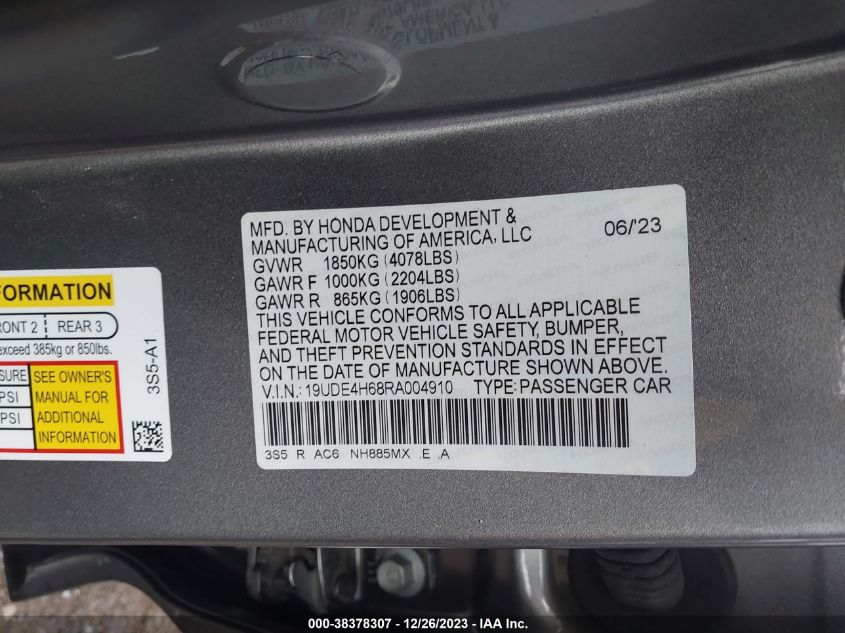 MFD. BY HONDA DEVELOPMENT &
MANUFACTURING OF AMERICA, LLC 06/'23
GVWR 1850KG (4078LBS)
GAWR F 1000KG (2204LBS)
GAWR R 865KG (1906LBS)
THIS VEHICLE CONFORMS TO ALL APPLICABLE
FEDERAL MOTOR VEHICLE SAFETY, BUMPER,
AND THEFT PREVENTION STANDARDS IN EFFECT
ON THE DATE OF MANUFACTURE SHOWN ABOVE.
V.I.N.: 19UDE4H68RA004910 TYPE: PASSENGER CAR
3S5 R AC6 NH885MX .E .A
FORMATION
RONT 2 REAR 3
exceed 385kg or 850lbs.
SURE SEE OWNER'S
PSI MANUAL FOR
PSI ADDITIONAL
INFORMATION
3S5-A1
000-38378307 - 12/26/2023 - IAA Inc.